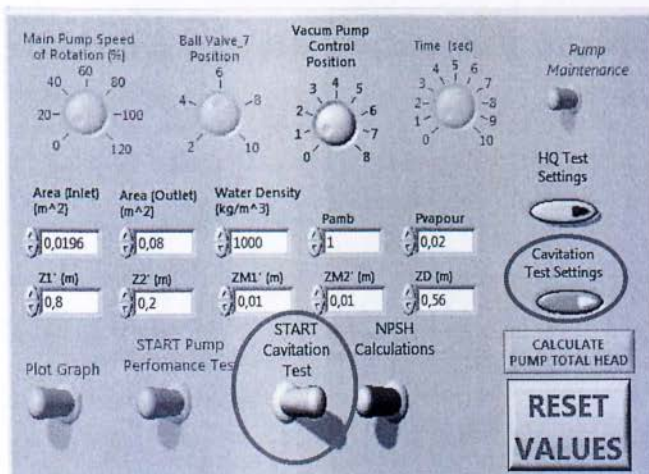 Main Pump Speed
of Rotation (%)
Ball Valve_7
Position
Vacum Pump
Control
Position
Time (sec)
Pump
Maintenance
0
20
40
60
80
100
120
2
4
6
8
10
0
1
2
3
4
5
6
7
8
0
1
2
3
4
5
6
7
8
9
10
HQ Test
Settings
Area (Inlet)
(m^2)
Area (Outlet)
(m^2)
Water Density
(kg/m^3)
Pamb
Pvapour
0,0196
0,08
1000
1
0,02
Cavitation
Test Settings
Z1' (m)
Z2' (m)
ZM1' (m)
ZM2' (m)
ZD (m)
0,8
0,2
0,01
0,01
0,56
Plot Graph
START Pump
Perfomance Test
START
Cavitation
Test
NPSH
Calculations
CALCULATE
PUMP TOTAL HEAD
RESET
VALUES